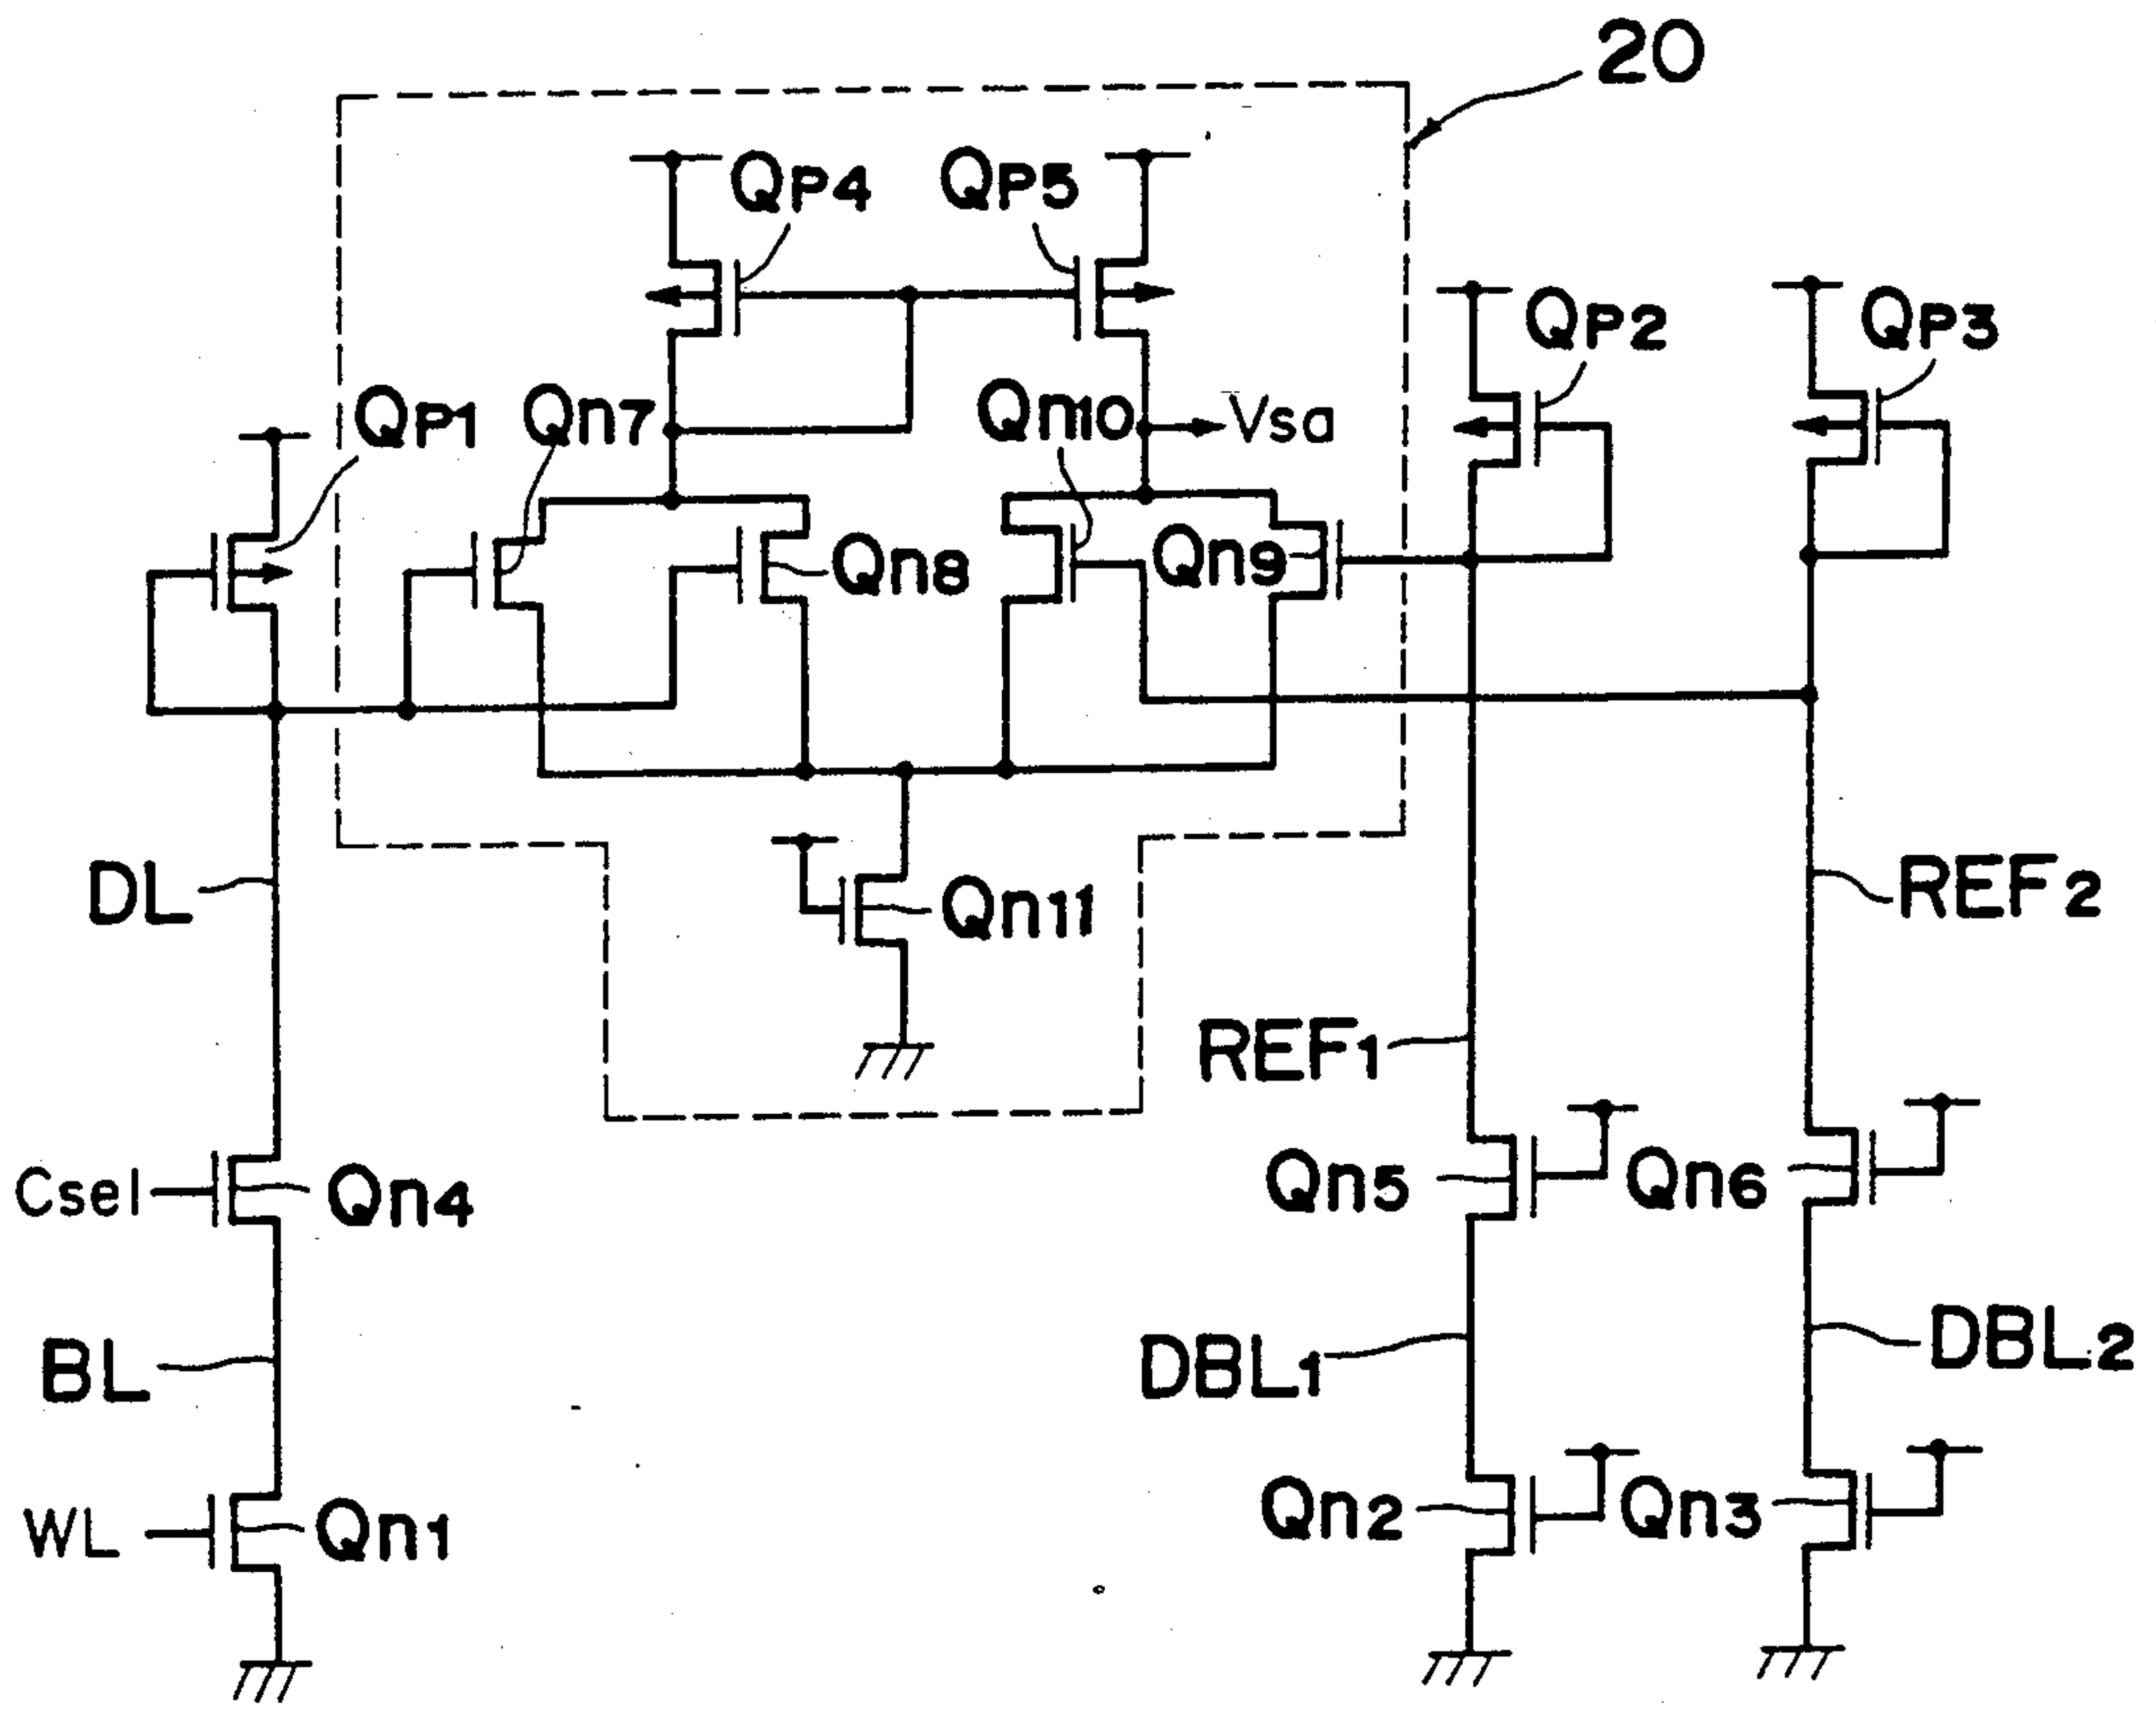 20
QP4
QP5
QP2
QP3
QP1
Qn7
Qn10
Vsa
Qn8
Qn9
DL
Qn11
REF2
REF1
Csel
Qn4
Qn5
Qn6
BL
DBL1
DBL2
WL
Qn1
Qn2
Qn3